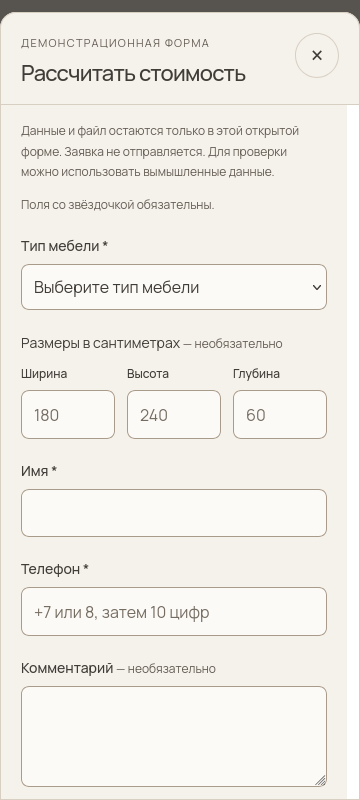 ДЕМОНСТРАЦИОННАЯ ФОРМА
Рассчитать стоимость
Данные и файл остаются только в этой открытой
форме. Заявка не отправляется. Для проверки
можно использовать вымышленные данные.
Поля со звёздочкой обязательны.
Тип мебели *
Выберите тип мебели
Размеры в сантиметрах — необязательно
Ширина Высота Глубина
180 240 60
Имя *
Телефон *
+7 или 8, затем 10 цифр
Комментарий — необязательно